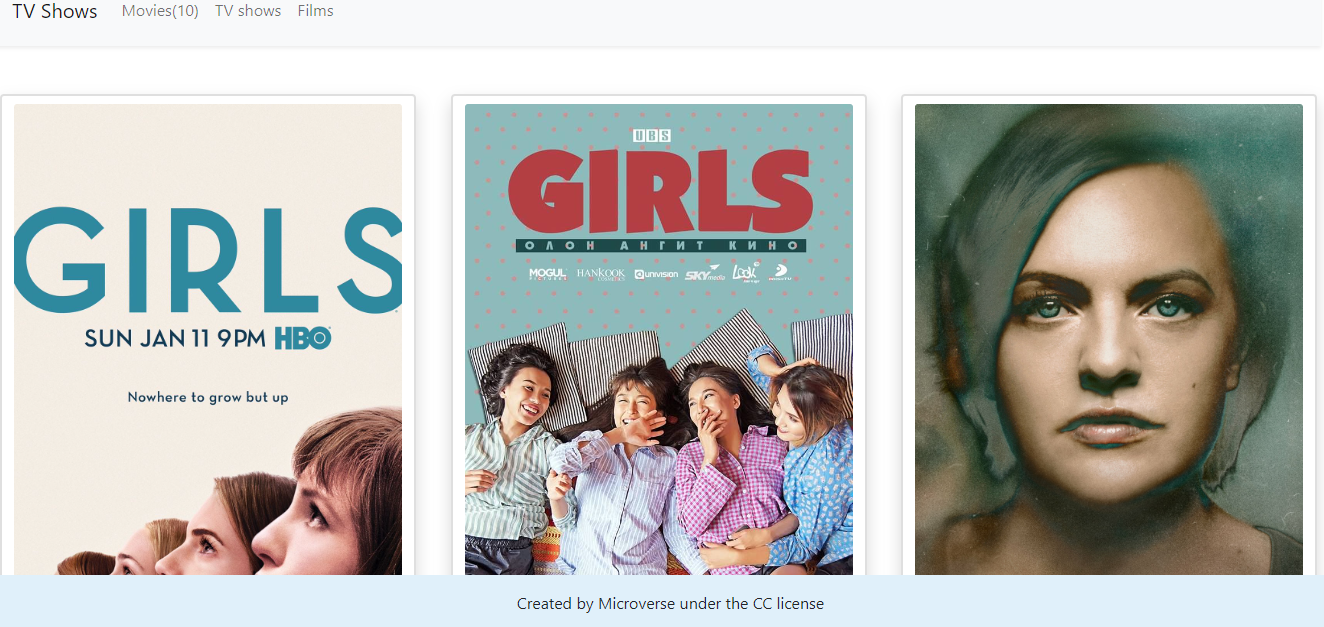 TV Shows Movies(10) TV shows Films
GIRLS
SUN JAN 11 9PM HBO
Nowhere to grow but up
UBS
GIRLS
ОЛОН АНГИТ КИНО
MOGUL HANKOOK univision SKYmedia Look
Created by Microverse under the CC license